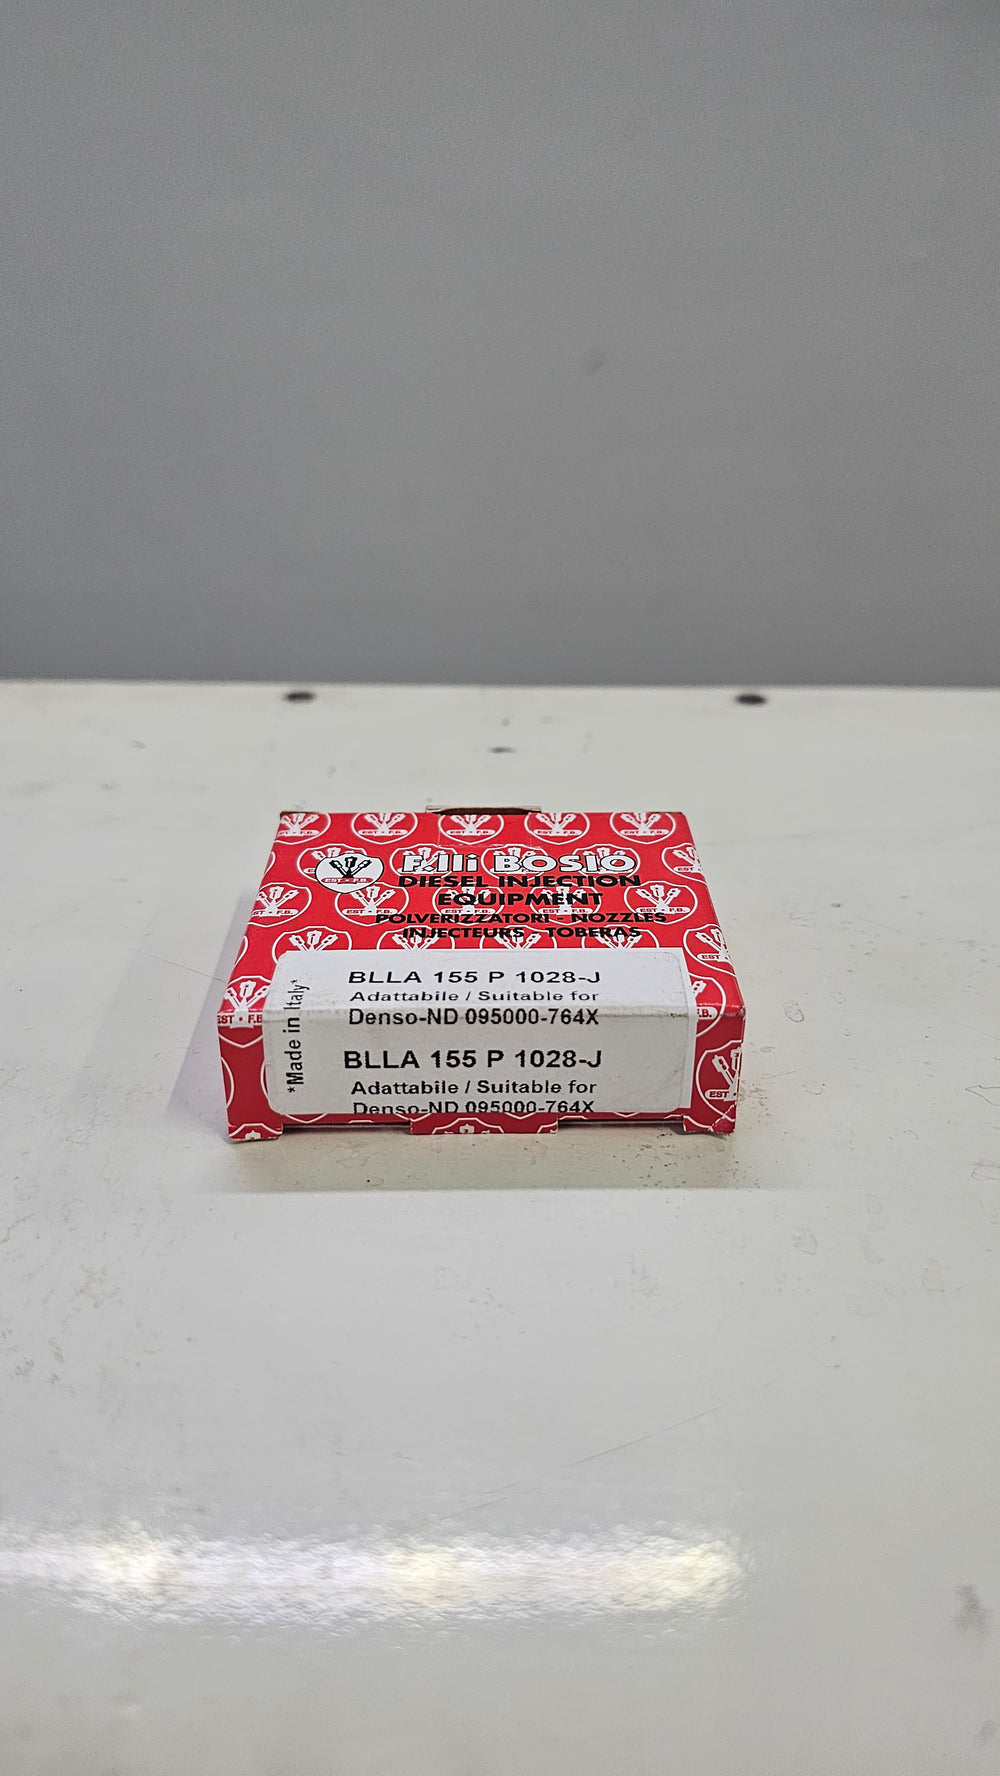 F.lli BOSIO
DIESEL INJECTION
EQUIPMENT
POLVERIZZATORI - NOZZLES
INJECTEURS - TOBERAS
EST • F.B.
*Made in Italy*
BLLA 155 P 1028-J
Adattabile / Suitable for
Denso-ND 095000-764X
BLLA 155 P 1028-J
Adattabile / Suitable for
Denso-ND 095000-764X